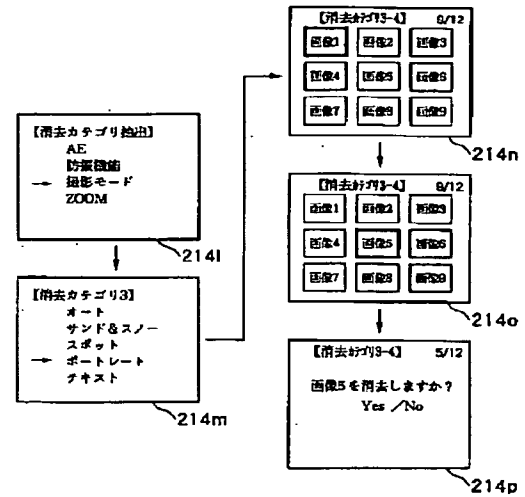 【消去カテゴリ抽出】
AE
防振機能
→ 撮影モード
ZOOM
214l
【消去カテゴリ3】
オート
サンド&スノー
スポット
→ ポートレート
テキスト
214m
【消去カテゴリ3-4】 6/12
画像1 画像2 画像3
画像4 画像5 画像6
画像7 画像8 画像9
214n
【消去カテゴリ3-4】 6/12
画像1 画像2 画像3
画像4 画像5 画像6
画像7 画像8 画像9
214o
【消去カテゴリ3-4】 5/12
画像5を消去しますか?
Yes /No
214p